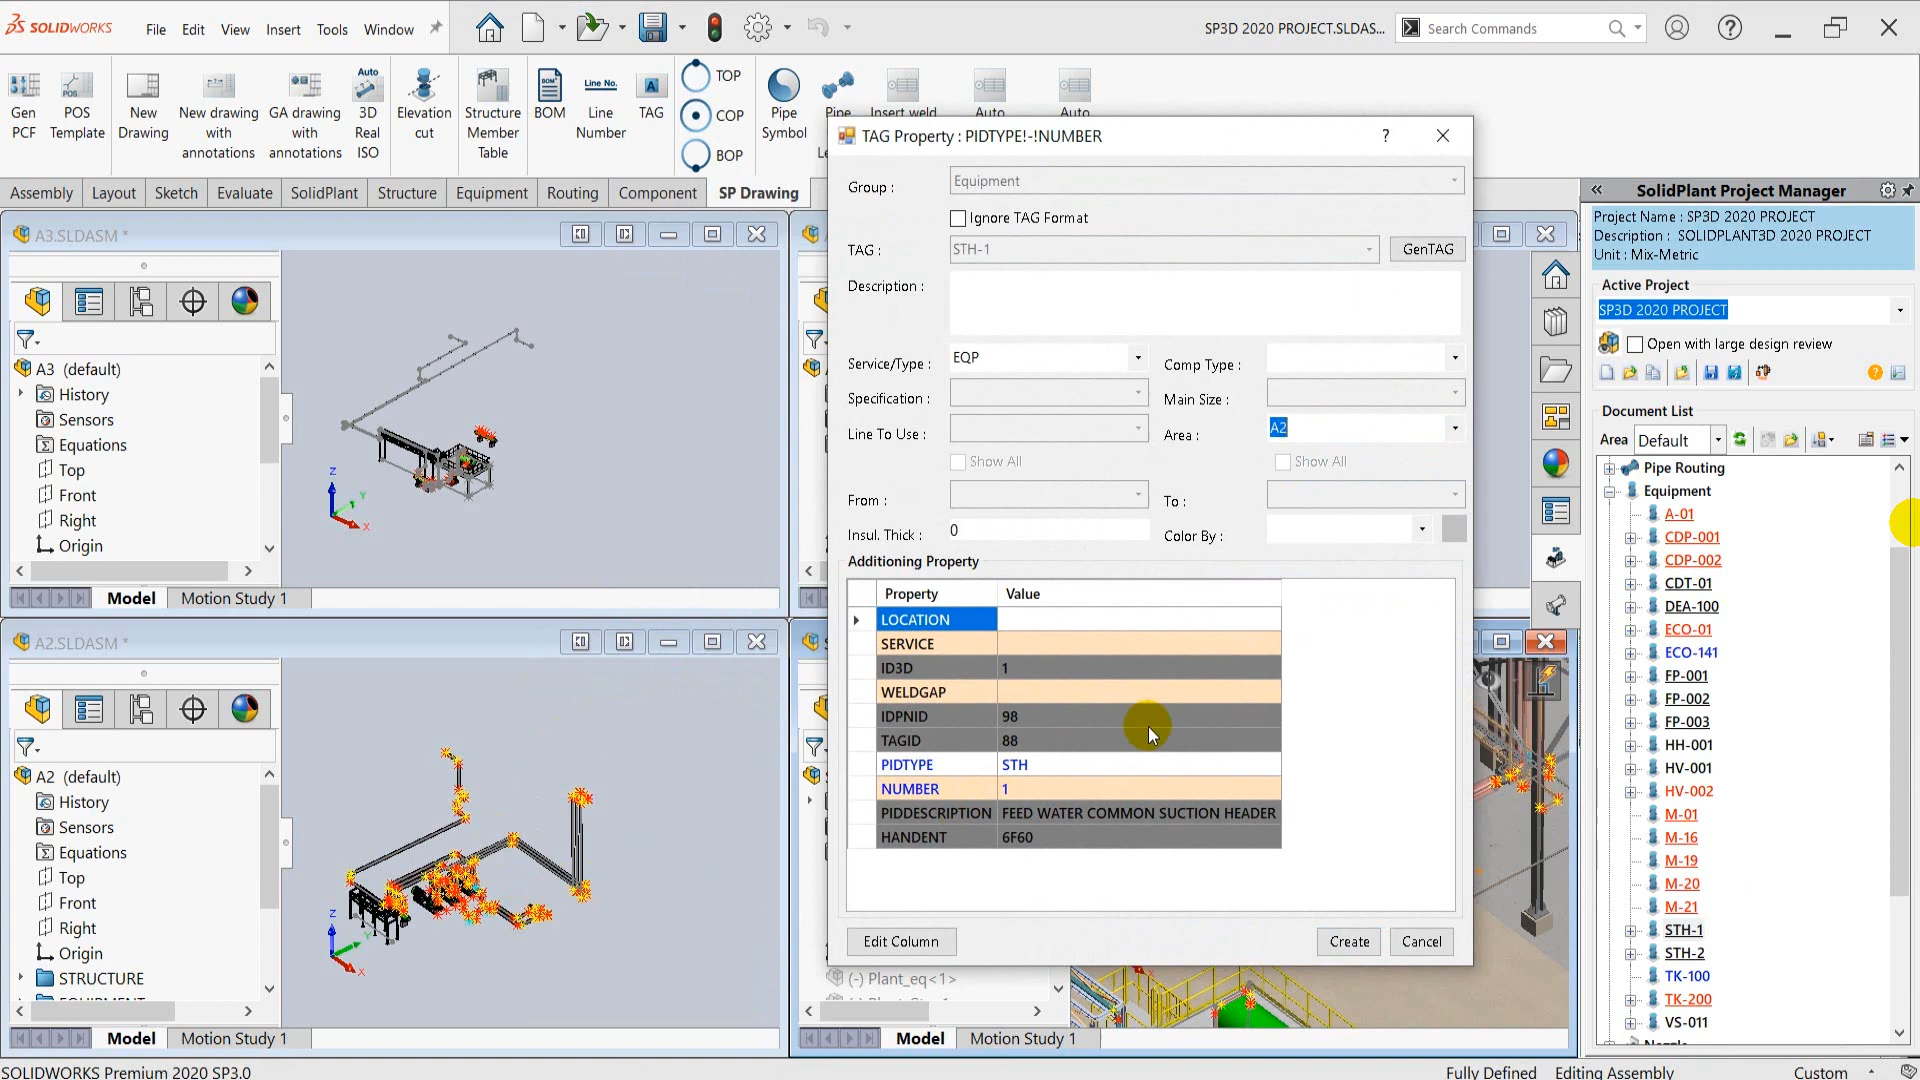 SOLIDWORKS
File Edit View Insert Tools Window
SP3D 2020 PROJECT.SLDAS...
Search Commands
Gen PCF
POS Template
New Drawing
New drawing with annotations
GA drawing with annotations
Auto
3D Real ISO
Elevation cut
Structure Member Table
BOM
Line No.
Line Number
TAG
TOP
COP
BOP
Pipe Symbol
Pipe
Insert weld
Auto
Auto
Assembly Layout Sketch Evaluate SolidPlant Structure Equipment Routing Component SP Drawing
A3.SLDASM *
A3 (default)
History
Sensors
Equations
Top
Front
Right
Origin
Model Motion Study 1
A2.SLDASM *
A2 (default)
History
Sensors
Equations
Top
Front
Right
Origin
STRUCTURE
EQUIPMENT
Model Motion Study 1
(-) Plant_eq<1>
Model Motion Study 1
TAG Property : PIDTYPE!-!NUMBER
Group : Equipment
Ignore TAG Format
TAG : STH-1 GenTAG
Description :
Service/Type : EQP Comp Type :
Specification : Main Size :
Line To Use : Area : A2
Show All Show All
From : To :
Insul. Thick : 0 Color By :
Additioning Property
Property Value
LOCATION
SERVICE
ID3D 1
WELDGAP
IDPNID 98
TAGID 88
PIDTYPE STH
NUMBER 1
PIDDESCRIPTION FEED WATER COMMON SUCTION HEADER
HANDENT 6F60
Edit Column Create Cancel
SolidPlant Project Manager
Project Name : SP3D 2020 PROJECT
Description : SOLIDPLANT3D 2020 PROJECT
Unit : Mix-Metric
Active Project
SP3D 2020 PROJECT
Open with large design review
Document List
Area Default
Pipe Routing
Equipment
A-01
CDP-001
CDP-002
CDT-01
DEA-100
ECO-01
ECO-141
FP-001
FP-002
FP-003
HH-001
HV-001
HV-002
M-01
M-16
M-19
M-20
M-21
STH-1
STH-2
TK-100
TK-200
VS-011
Nozzle
SOLIDWORKS Premium 2020 SP3.0
Fully Defined Editing Assembly Custom